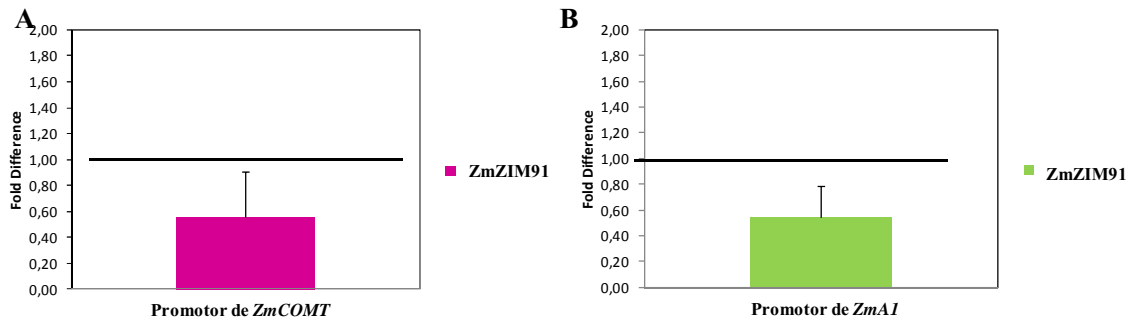 A
2,00
1,80
1,60
1,40
1,20
1,00
0,80
0,60
0,40
0,20
0,00
Fold Difference
ZmZIM91
Promotor de ZmCOMT
B
2,00
1,80
1,60
1,40
1,20
1,00
0,80
0,60
0,40
0,20
0,00
Fold Difference
ZmZIM91
Promotor de ZmA1